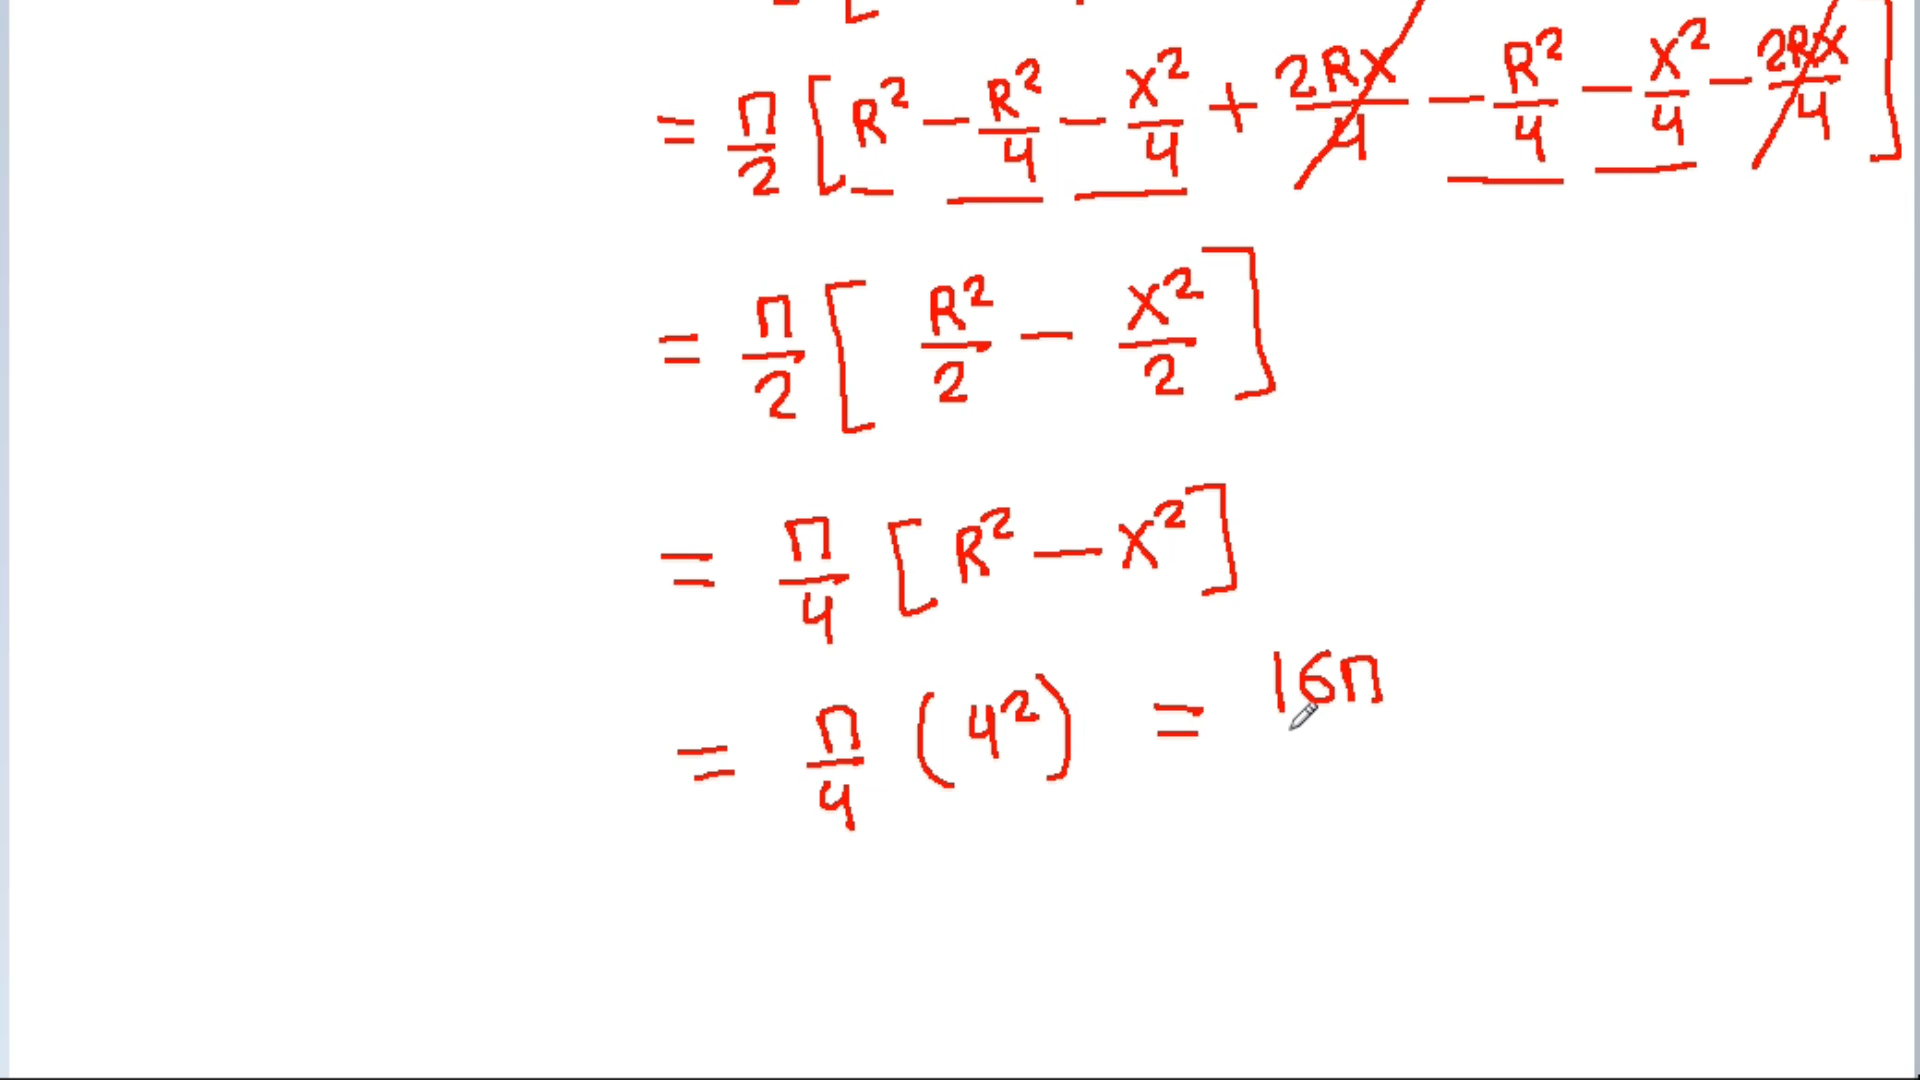 = π/2 [R² - R²/4 - x²/4 + 2Rx/4 - R²/4 - x²/4 - 2Rx/4]
= π/2 [R²/2 - x²/2]
= π/4 [R² - x²]
= π/4 (4²) = 16π